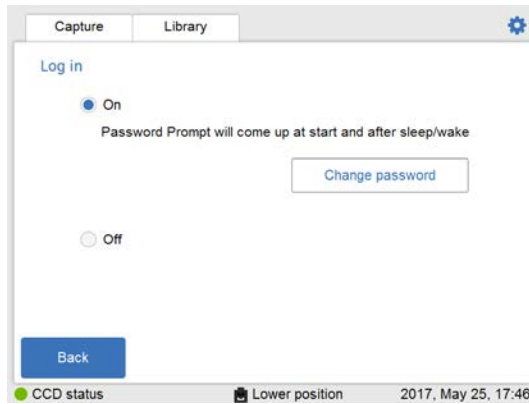 Capture Library
Log in
On
Password Prompt will come up at start and after sleep/wake
Change password
Off
Back
CCD status Lower position 2017, May 25, 17:46